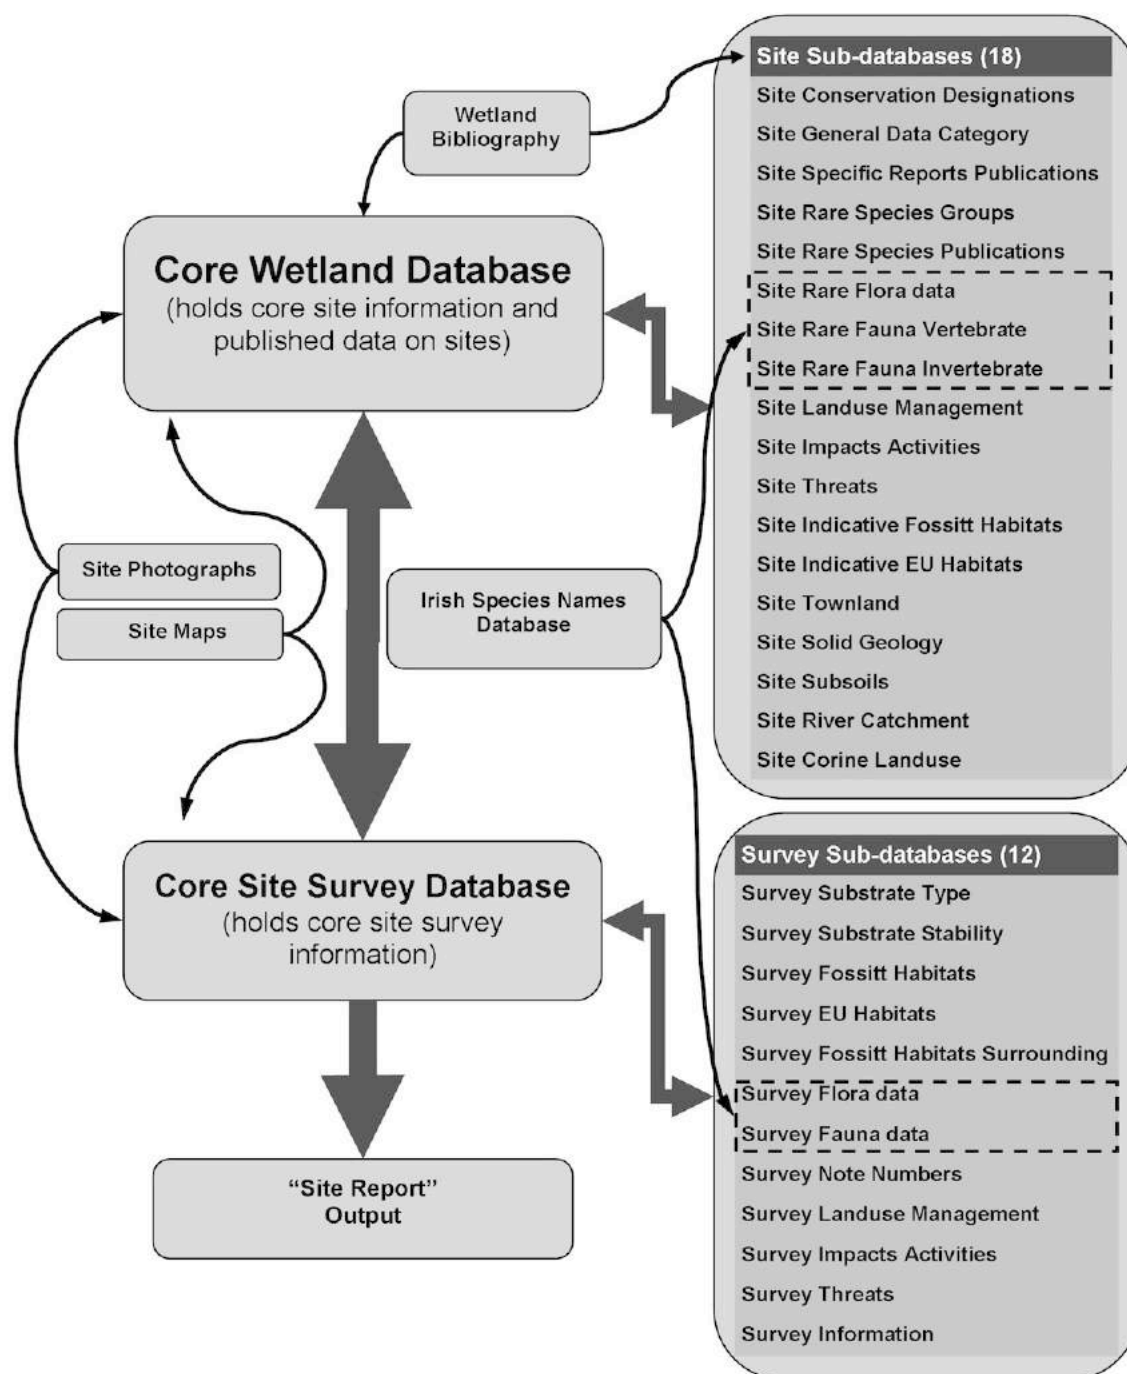 Wetland
Bibliography
Core Wetland Database
(holds core site information and
published data on sites)
Site Photographs
Site Maps
Irish Species Names
Database
Core Site Survey Database
(holds core site survey
information)
“Site Report”
Output
Site Sub-databases (18)
Site Conservation Designations
Site General Data Category
Site Specific Reports Publications
Site Rare Species Groups
Site Rare Species Publications
Site Rare Flora data
Site Rare Fauna Vertebrate
Site Rare Fauna Invertebrate
Site Landuse Management
Site Impacts Activities
Site Threats
Site Indicative Fossitt Habitats
Site Indicative EU Habitats
Site Townland
Site Solid Geology
Site Subsoils
Site River Catchment
Site Corine Landuse
Survey Sub-databases (12)
Survey Substrate Type
Survey Substrate Stability
Survey Fossitt Habitats
Survey EU Habitats
Survey Fossitt Habitats Surrounding
Survey Flora data
Survey Fauna data
Survey Note Numbers
Survey Landuse Management
Survey Impacts Activities
Survey Threats
Survey Information